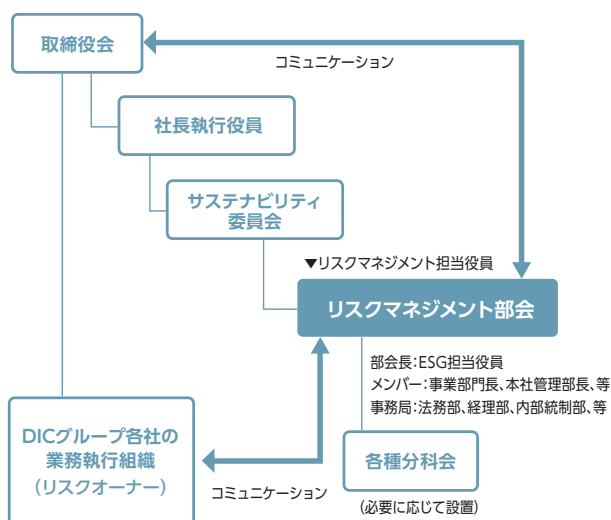 取締役会
コミュニケーション
社長執行役員
サステナビリティ
委員会
▼リスクマネジメント担当役員
リスクマネジメント部会
部会長:ESG担当役員
メンバー:事業部門長、本社管理部長、等
事務局:法務部、経理部、内部統制部、等
DICグループ各社の
業務執行組織
(リスクオーナー)
コミュニケーション
各種分科会
(必要に応じて設置)